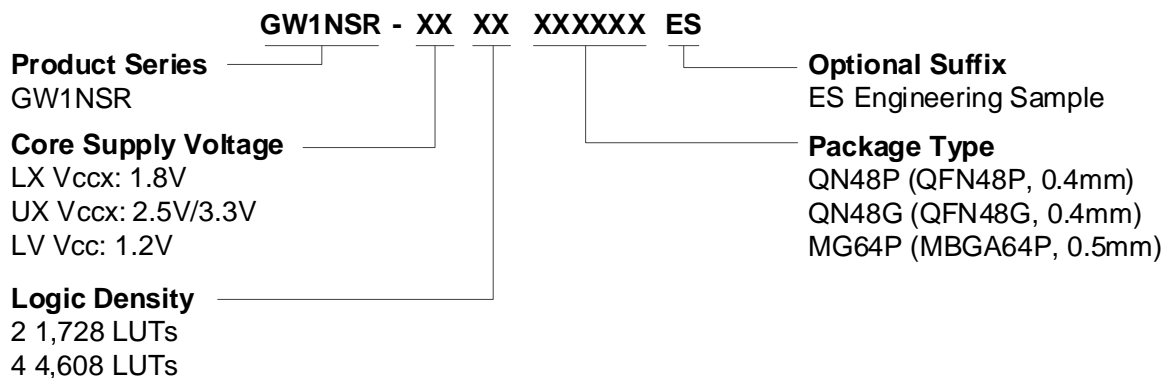 GW1NSR - XX XX XXXXXX ES
Product Series
GW1NSR
Core Supply Voltage
LX Vccx: 1.8V
UX Vccx: 2.5V/3.3V
LV Vcc: 1.2V
Logic Density
2 1,728 LUTs
4 4,608 LUTs
Optional Suffix
ES Engineering Sample
Package Type
QN48P (QFN48P, 0.4mm)
QN48G (QFN48G, 0.4mm)
MG64P (MBGA64P, 0.5mm)